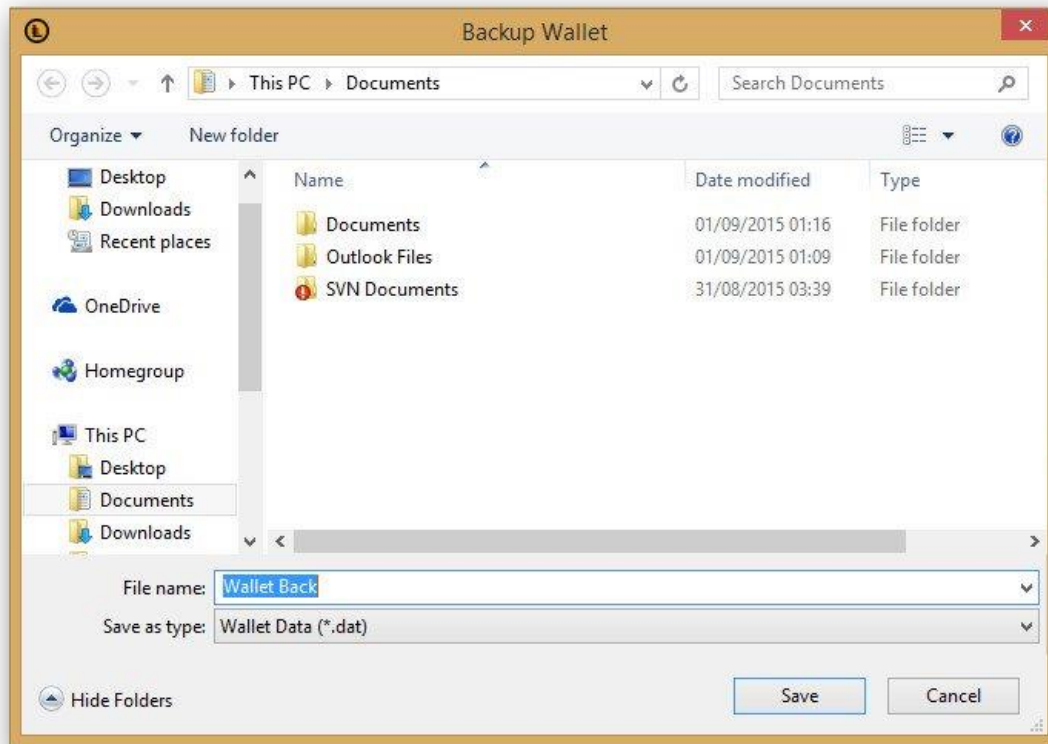 Backup Wallet
This PC Documents
Search Documents
Organize New folder
Name Date modified Type
Desktop
Downloads
Recent places
OneDrive
Homegroup
This PC
Desktop
Documents
Downloads
Documents 01/09/2015 01:16 File folder
Outlook Files 01/09/2015 01:09 File folder
SVN Documents 31/08/2015 03:39 File folder
File name: Wallet Back
Save as type: Wallet Data (*.dat)
Hide Folders
Save Cancel